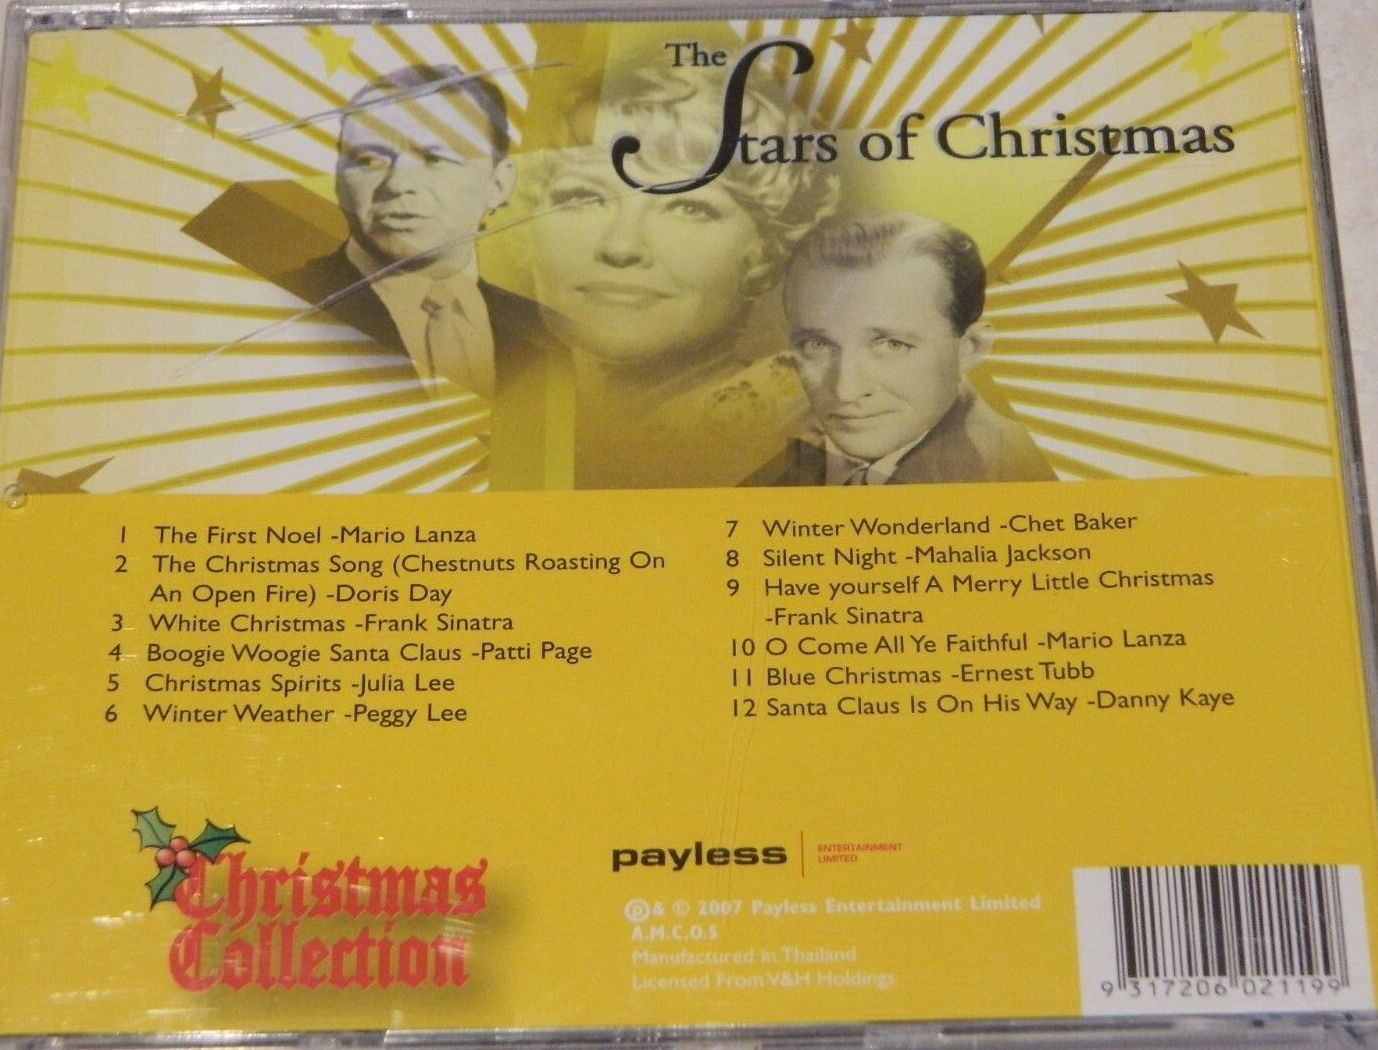 The Stars of Christmas
1 The First Noel -Mario Lanza
2 The Christmas Song (Chestnuts Roasting On
An Open Fire) -Doris Day
3 White Christmas -Frank Sinatra
4 Boogie Woogie Santa Claus -Patti Page
5 Christmas Spirits -Julia Lee
6 Winter Weather -Peggy Lee
7 Winter Wonderland -Chet Baker
8 Silent Night -Mahalia Jackson
9 Have yourself A Merry Little Christmas
-Frank Sinatra
10 O Come All Ye Faithful -Mario Lanza
11 Blue Christmas -Ernest Tubb
12 Santa Claus Is On His Way -Danny Kaye
Christmas
Collection
payless
ENTERTAINMENT
LIMITED
℗& © 2007 Payless Entertainment Limited
A.M.C.O.S
Manufactured in Thailand
Licensed From V&H Holdings
9 317206 021199